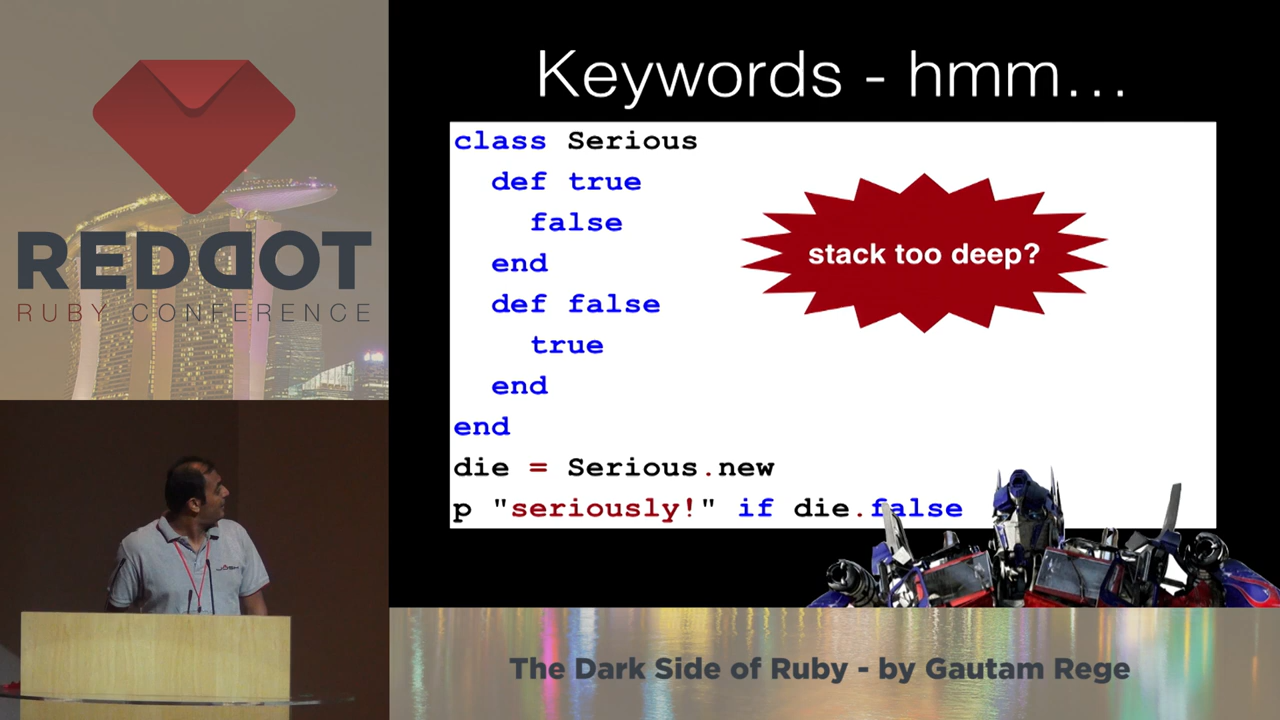 REDDOT
RUBY CONFERENCE
Keywords - hmm…
class Serious
  def true
    false
  end
  def false
    true
  end
end
die = Serious.new
p "seriously!" if die.false
stack too deep?
JOSH
The Dark Side of Ruby - by Gautam Rege